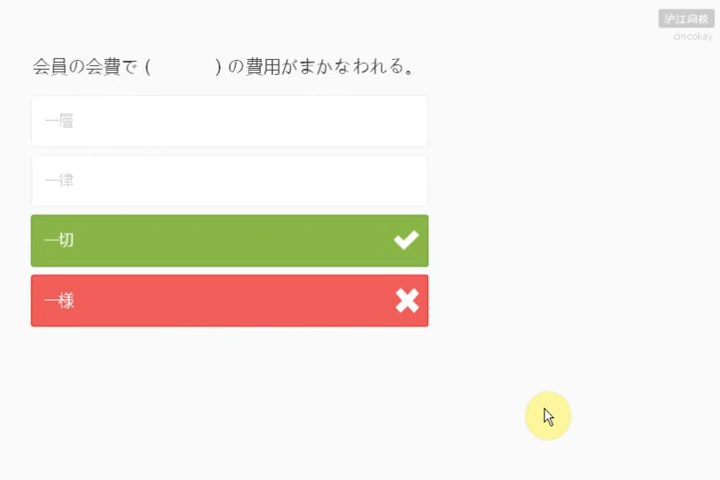 沪江网校
cincokay
会員の会費で (　　　) の費用がまかなわれる。
一層
一律
一切
一様